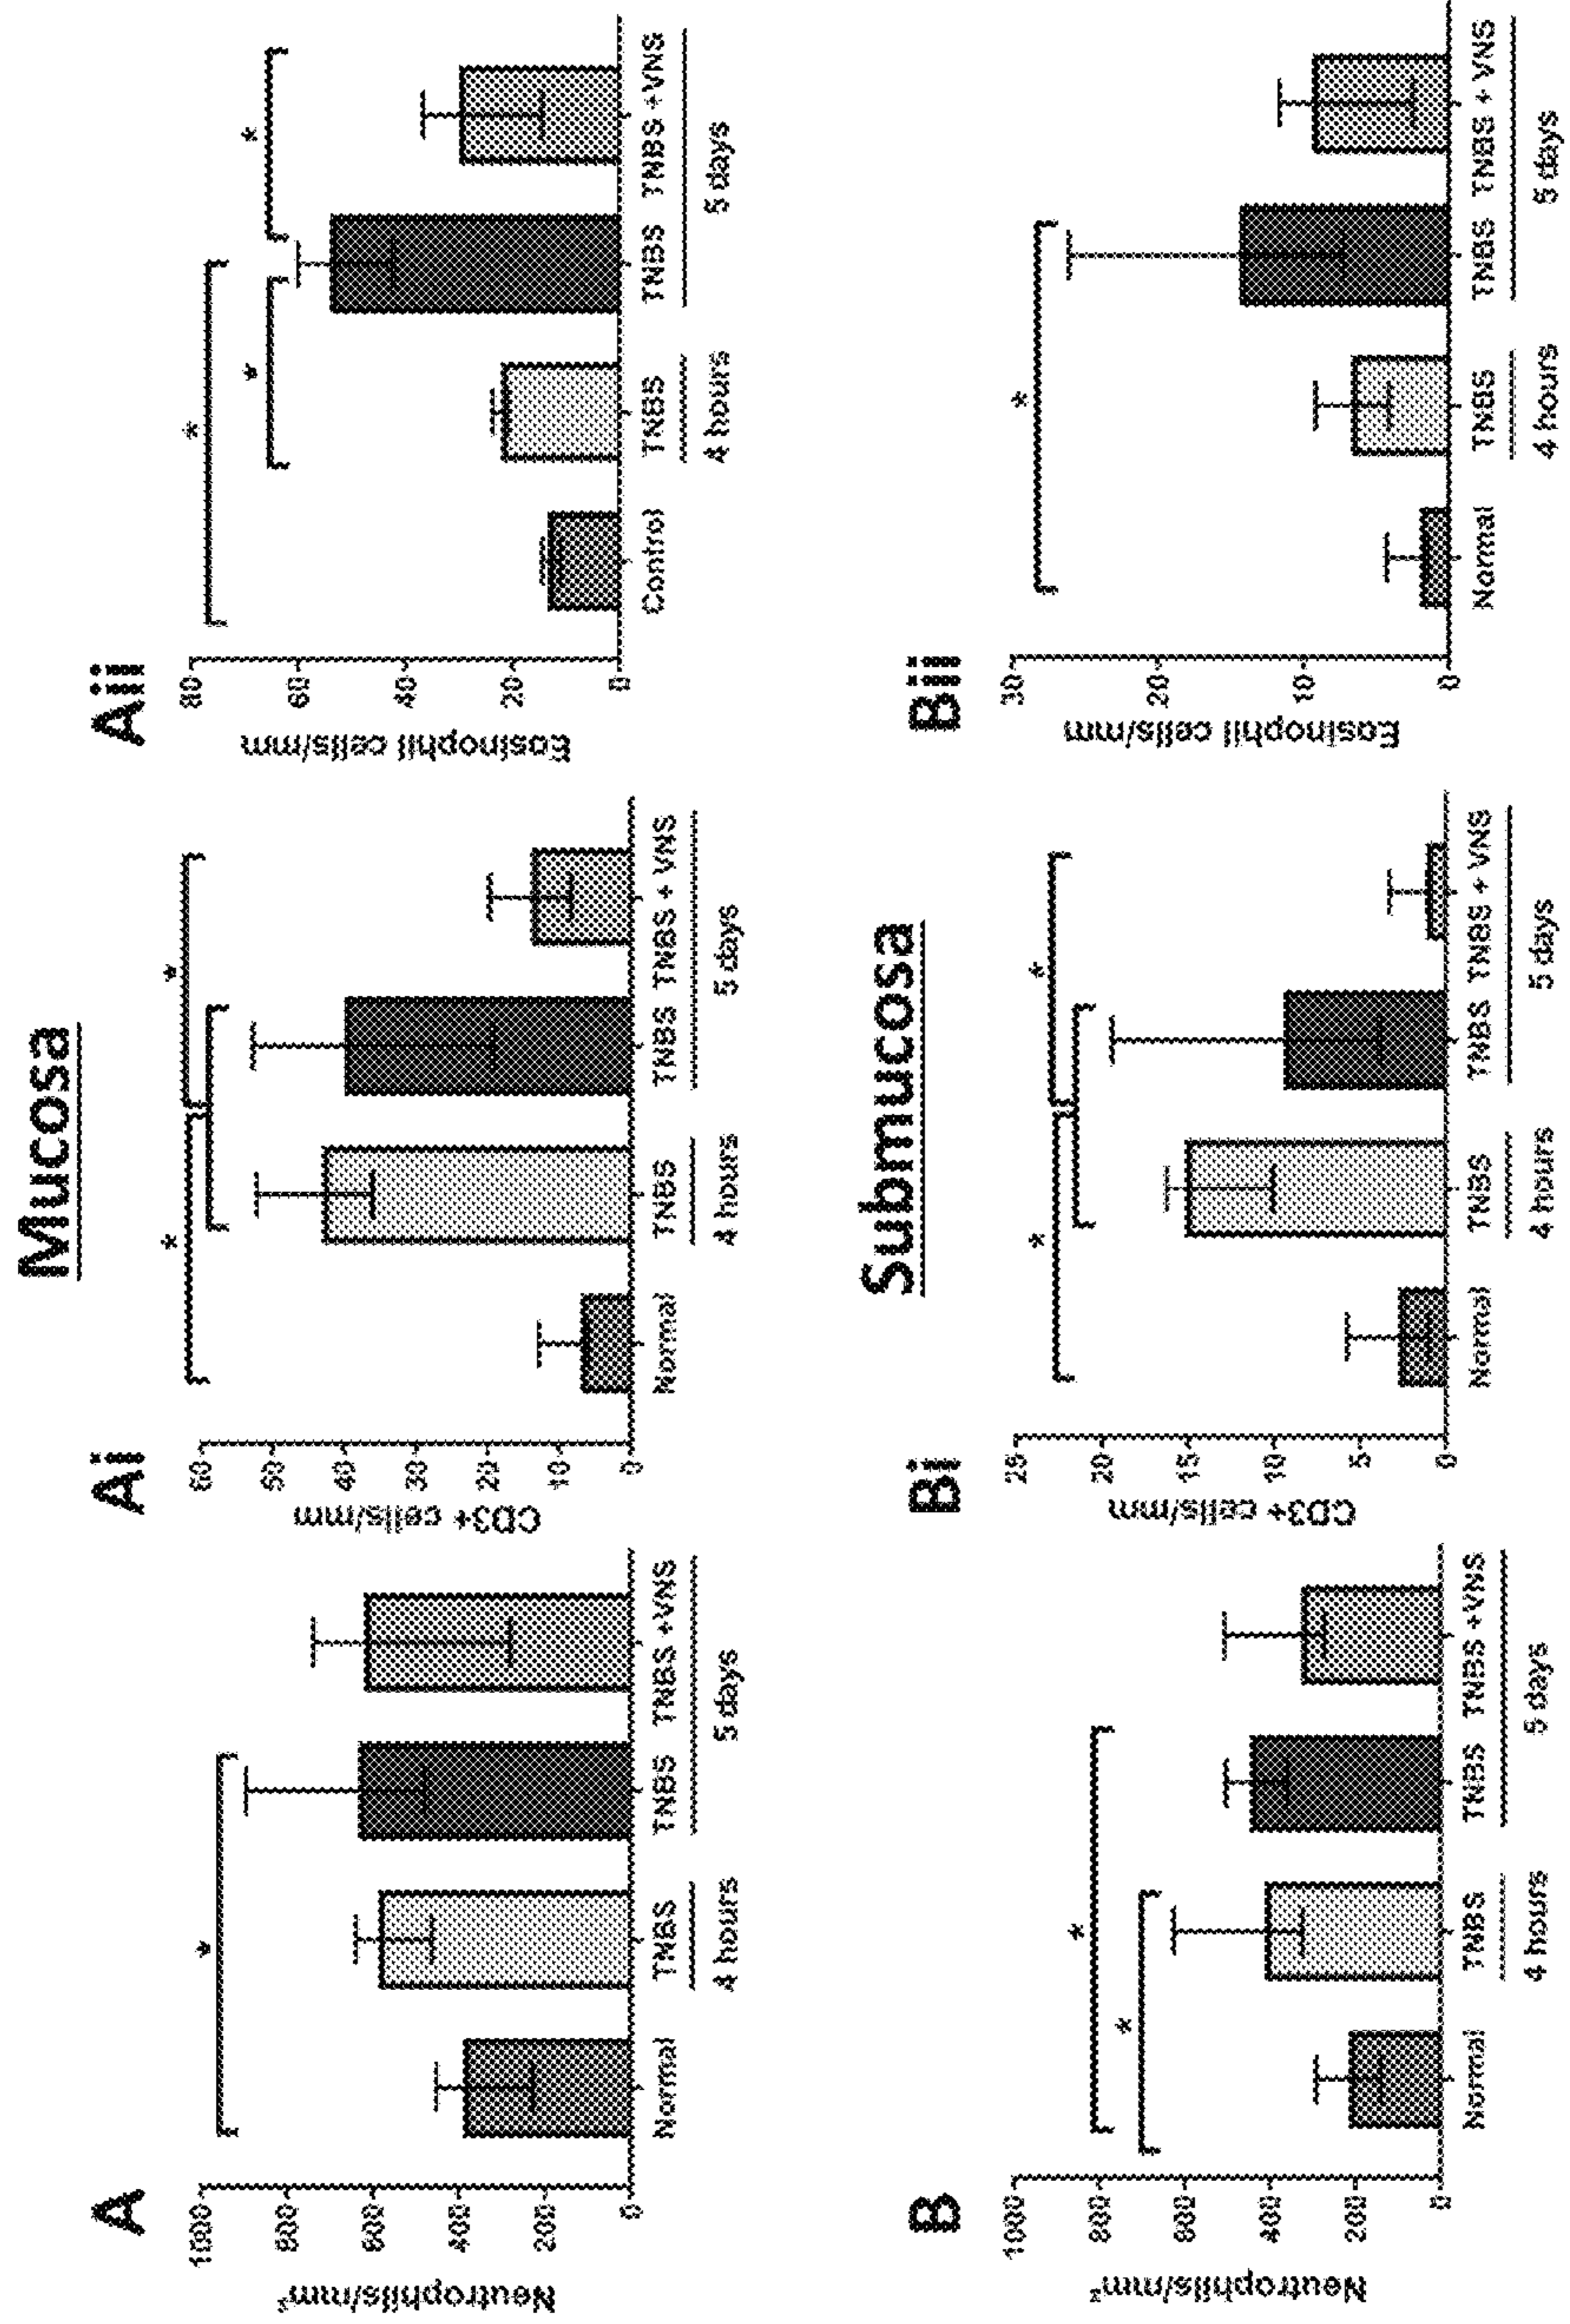 Mucosa
A
Neutrophils/mm²
1000
800
600
400
200
0
*
Normal TNBS TNBS TNBS +VNS
4 hours 5 days
Ai
CD3+ cells/mm
60
50
40
30
20
10
0
* *
Normal TNBS TNBS TNBS + VNS
4 hours 5 days
Aii
Eosinophil cells/mm
80
60
40
20
0
*
* *
Control TNBS TNBS TNBS +VNS
4 hours 5 days
Submucosa
B
Neutrophils/mm²
1000
800
600
400
200
0
*
*
Normal TNBS TNBS TNBS +VNS
4 hours 5 days
Bi
CD3+ cells/mm
25
20
15
10
5
0
* *
Normal TNBS TNBS TNBS + VNS
4 hours 5 days
Bii
Eosinophil cells/mm
30
20
10
0
*
Normal TNBS TNBS TNBS + VNS
4 hours 5 days